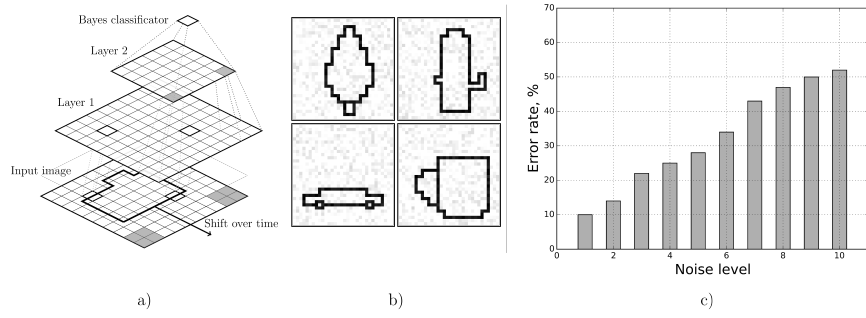 Bayes classificator
Layer 2
Layer 1
Input image
Shift over time
a)
b)
70
60
50
40
30
20
10
0
Error rate, %
0 2 4 6 8 10
Noise level
c)